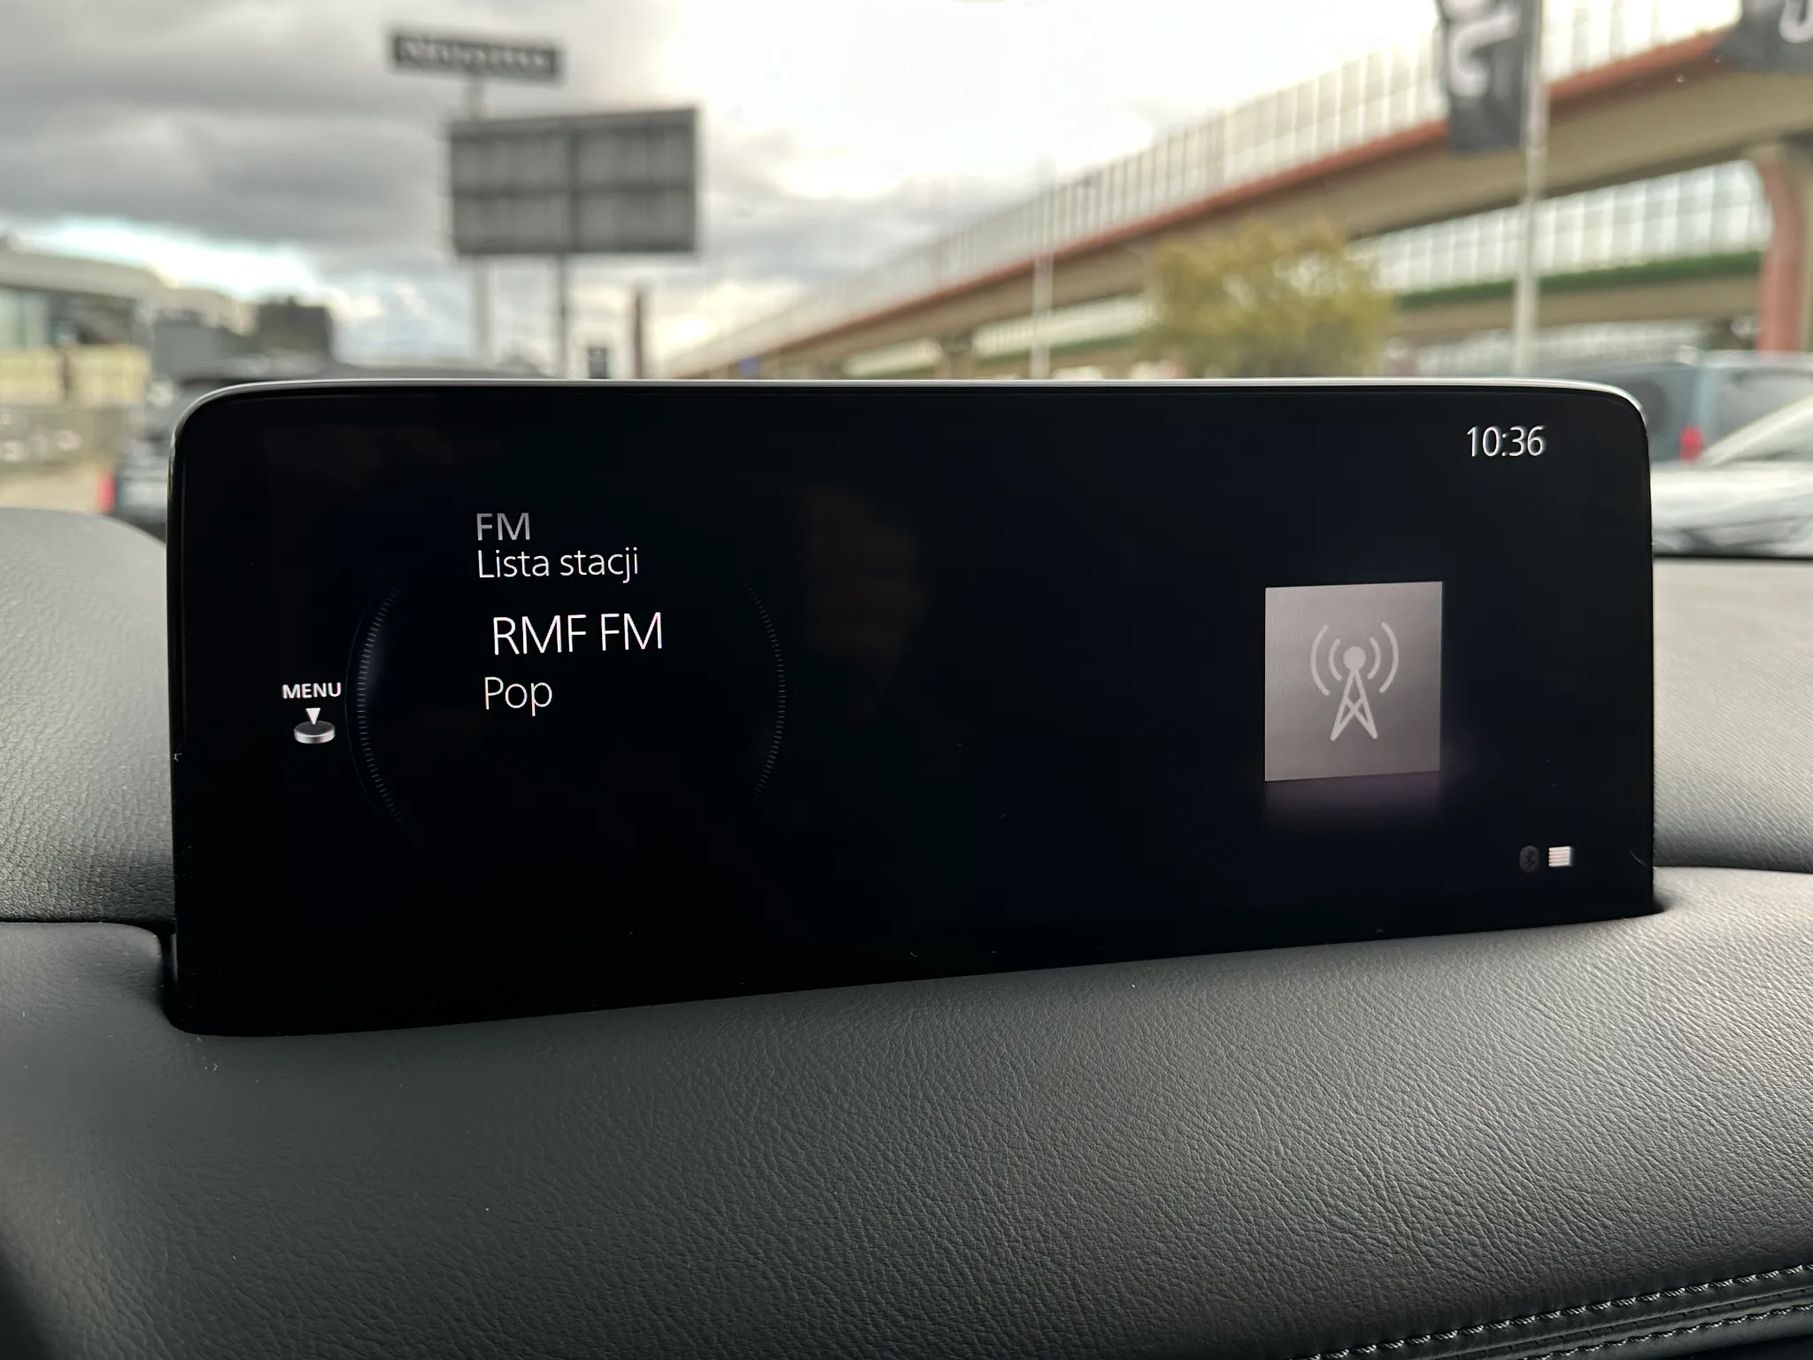 10:36
FM
Lista stacji
RMF FM
Pop
MENU